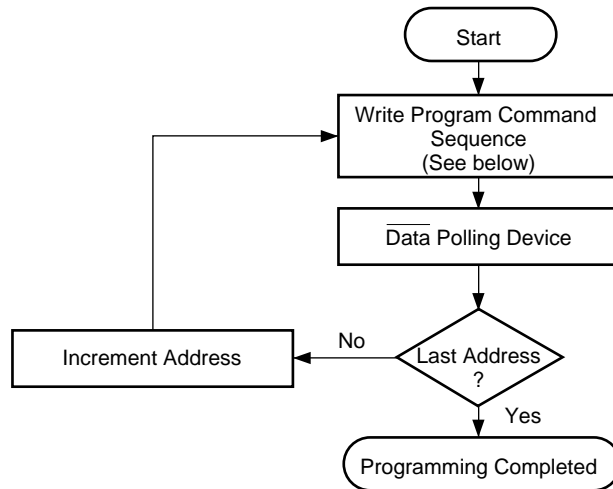 Start
Write Program Command
Sequence
(See below)
Data Polling Device
Increment Address
No
Last Address
?
Yes
Programming Completed